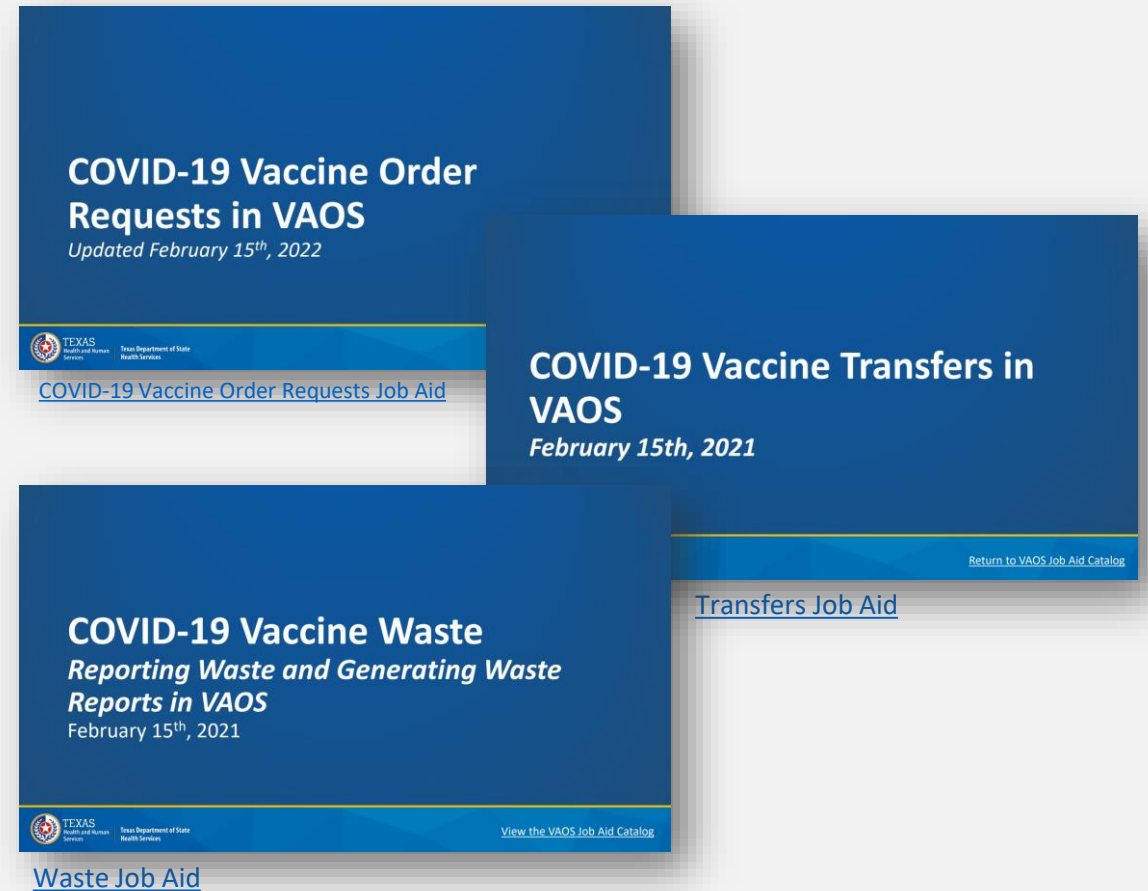 COVID-19 Vaccine Order
Requests in VAOS
Updated February 15th, 2022
TEXAS
Health and Human
Services
Texas Department of State
Health Services
COVID-19 Vaccine Order Requests Job Aid
COVID-19 Vaccine Transfers in
VAOS
February 15th, 2021
Return to VAOS Job Aid Catalog
Transfers Job Aid
COVID-19 Vaccine Waste
Reporting Waste and Generating Waste
Reports in VAOS
February 15th, 2021
TEXAS
Health and Human
Services
Texas Department of State
Health Services
View the VAOS Job Aid Catalog
Waste Job Aid